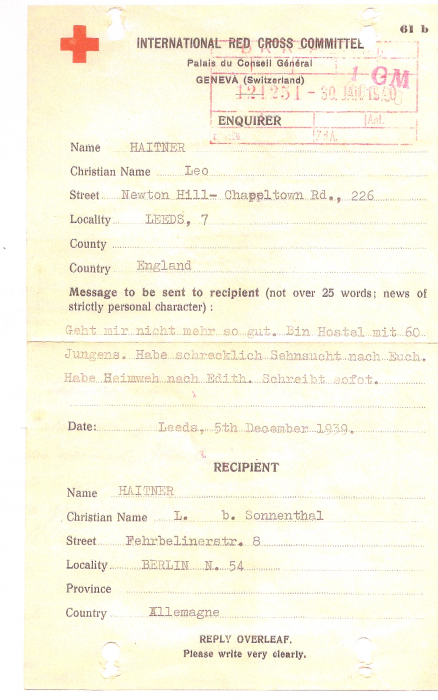 61 b
INTERNATIONAL RED CROSS COMMITTEE
Palais du Conseil Général
GENEVA (Switzerland)
121251 - 30 JAN 1940
ENQUIRER
Ant.
Name HAITNER
Christian Name Leo
Street Newton Hill- Chapeltown Rd., 226
Locality LEEDS, 7
County
Country England
Message to be sent to recipient (not over 25 words; news of
strictly personal character) :
Geht mir nicht mehr so gut. Bin Hostel mit 60
Jungens. Habe schrecklich Sehnsucht nach Euch.
Habe Heimweh nach Edith. Schreibt sofot.
Date: Leeds, 5th December 1939.
RECIPIENT
Name HAITNER
Christian Name L. b. Sonnenthal
Street Fehrbelinerstr. 8
Locality BERLIN N. 54
Province
Country Allemagne
REPLY OVERLEAF.
Please write very clearly.